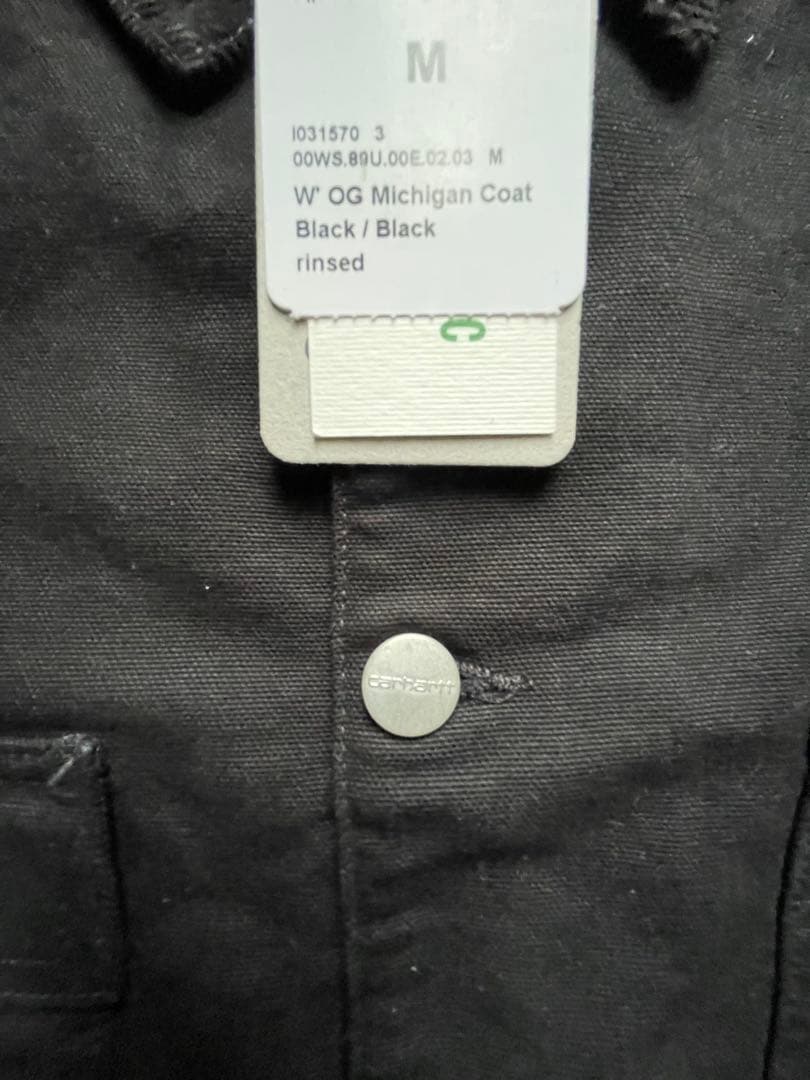 M
I031570 3
00WS.89U.00E.02.03 M
W' OG Michigan Coat
Black / Black
rinsed
C
carhartt